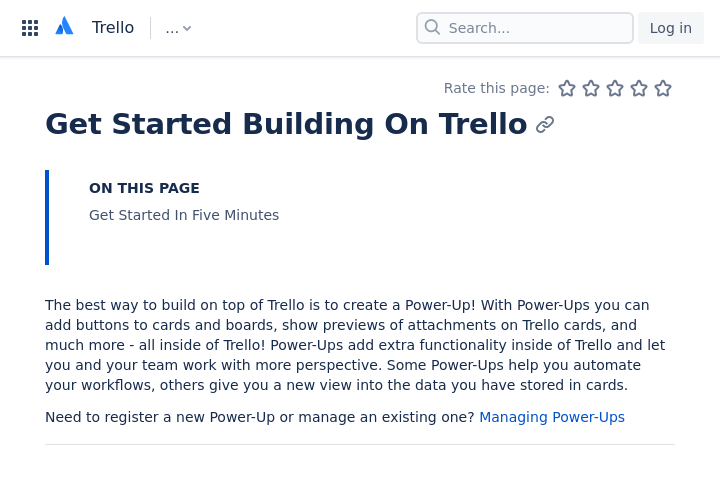 Trello
...
Search...
Log in
Rate this page:
Get Started Building On Trello
ON THIS PAGE
Get Started In Five Minutes
The best way to build on top of Trello is to create a Power-Up! With Power-Ups you can
add buttons to cards and boards, show previews of attachments on Trello cards, and
much more - all inside of Trello! Power-Ups add extra functionality inside of Trello and let
you and your team work with more perspective. Some Power-Ups help you automate
your workflows, others give you a new view into the data you have stored in cards.
Need to register a new Power-Up or manage an existing one? Managing Power-Ups